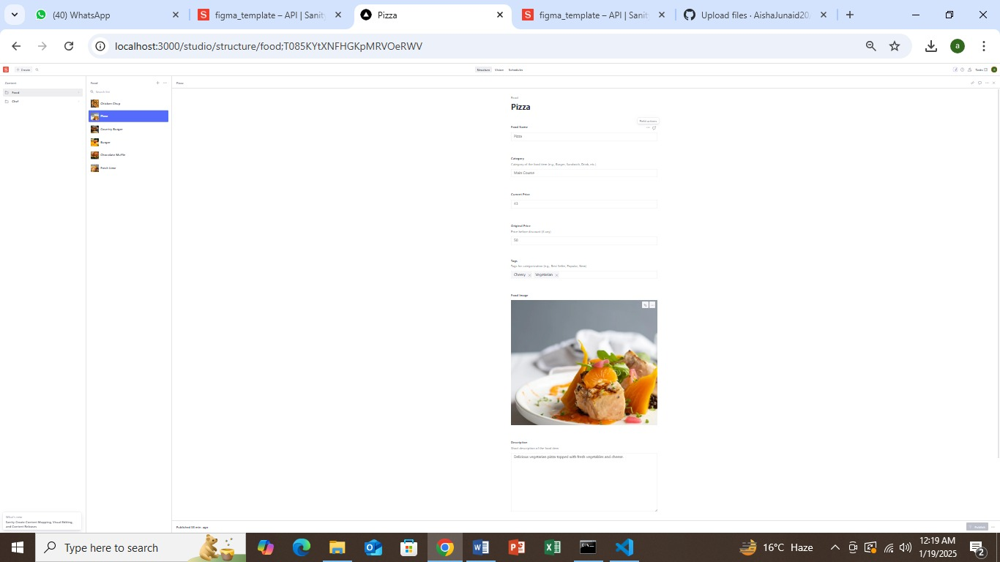 (40) WhatsApp
figma_template – API | Sanity
Pizza
figma_template – API | Sanit
Upload files · AishaJunaid20
localhost:3000/studio/structure/food;T085KYtXNFHGKpMRVOeRWV
a
Create
Structure
Vision
Schedules
Tasks
Content
Food
Chef
Food
Search list
Chicken Chup
Pizza
Country Burger
Burger
Chocolate Muffin
Fresh Lime
Pizza
Food
Pizza
Field actions
Food Name
Pizza
Category
Category of the food item (e.g., Burger, Sandwich, Drink, etc.)
Main Course
Current Price
43
Original Price
Price before discount (if any)
50
Tags
Tags for categorization (e.g., Best Seller, Popular, New)
Cheesy
Vegetarian
Food Image
Description
Short description of the food item
Delicious vegetarian pizza topped with fresh vegetables and cheese.
What's new
Sanity Create Content Mapping, Visual Editing,
and Content Releases
Published 58 min. ago
Publish
Type here to search
16°C Haze
12:19 AM
1/19/2025
2